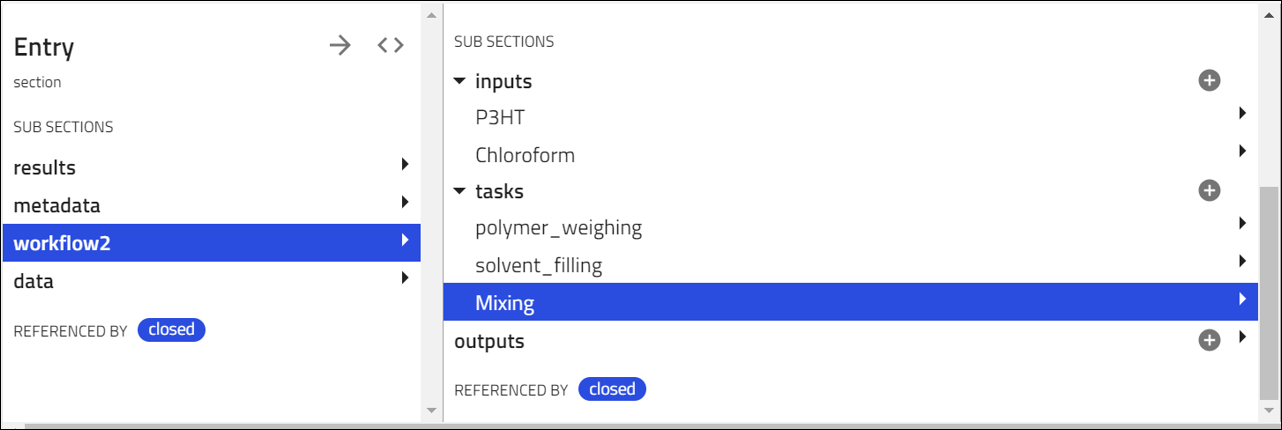 Entry
section
SUB SECTIONS
results
metadata
workflow2
data
REFERENCED BY closed
SUB SECTIONS
inputs
P3HT
Chloroform
tasks
polymer_weighing
solvent_filling
Mixing
outputs
REFERENCED BY closed